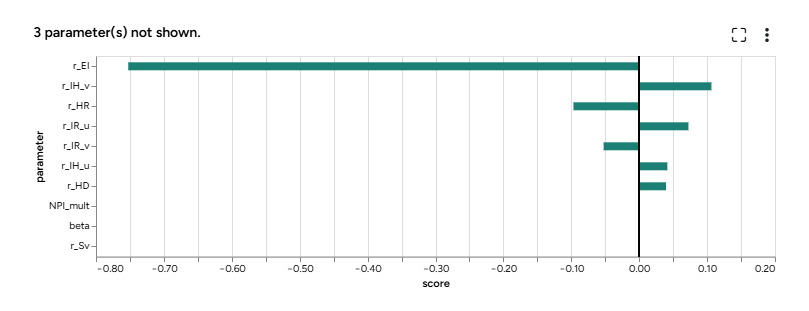 3 parameter(s) not shown.
parameter
r_EI
r_IH_v
r_HR
r_IR_u
r_IR_v
r_IH_u
r_HD
NPI_mult
beta
r_Sv
−0.80 −0.70 −0.60 −0.50 −0.40 −0.30 −0.20 −0.10 0.00 0.10 0.20
score